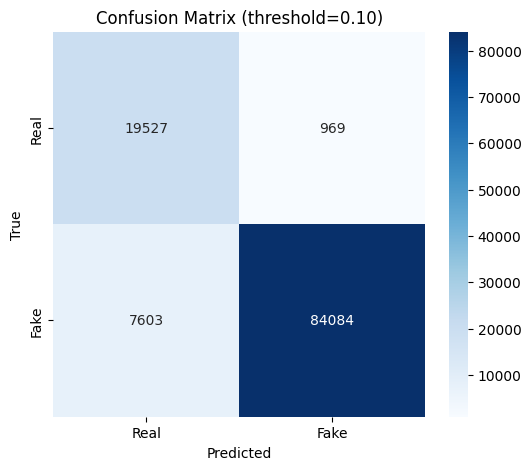 Confusion Matrix (threshold=0.10)
True
Real
19527 969
Fake
7603 84084
Real Fake
Predicted
80000
70000
60000
50000
40000
30000
20000
10000